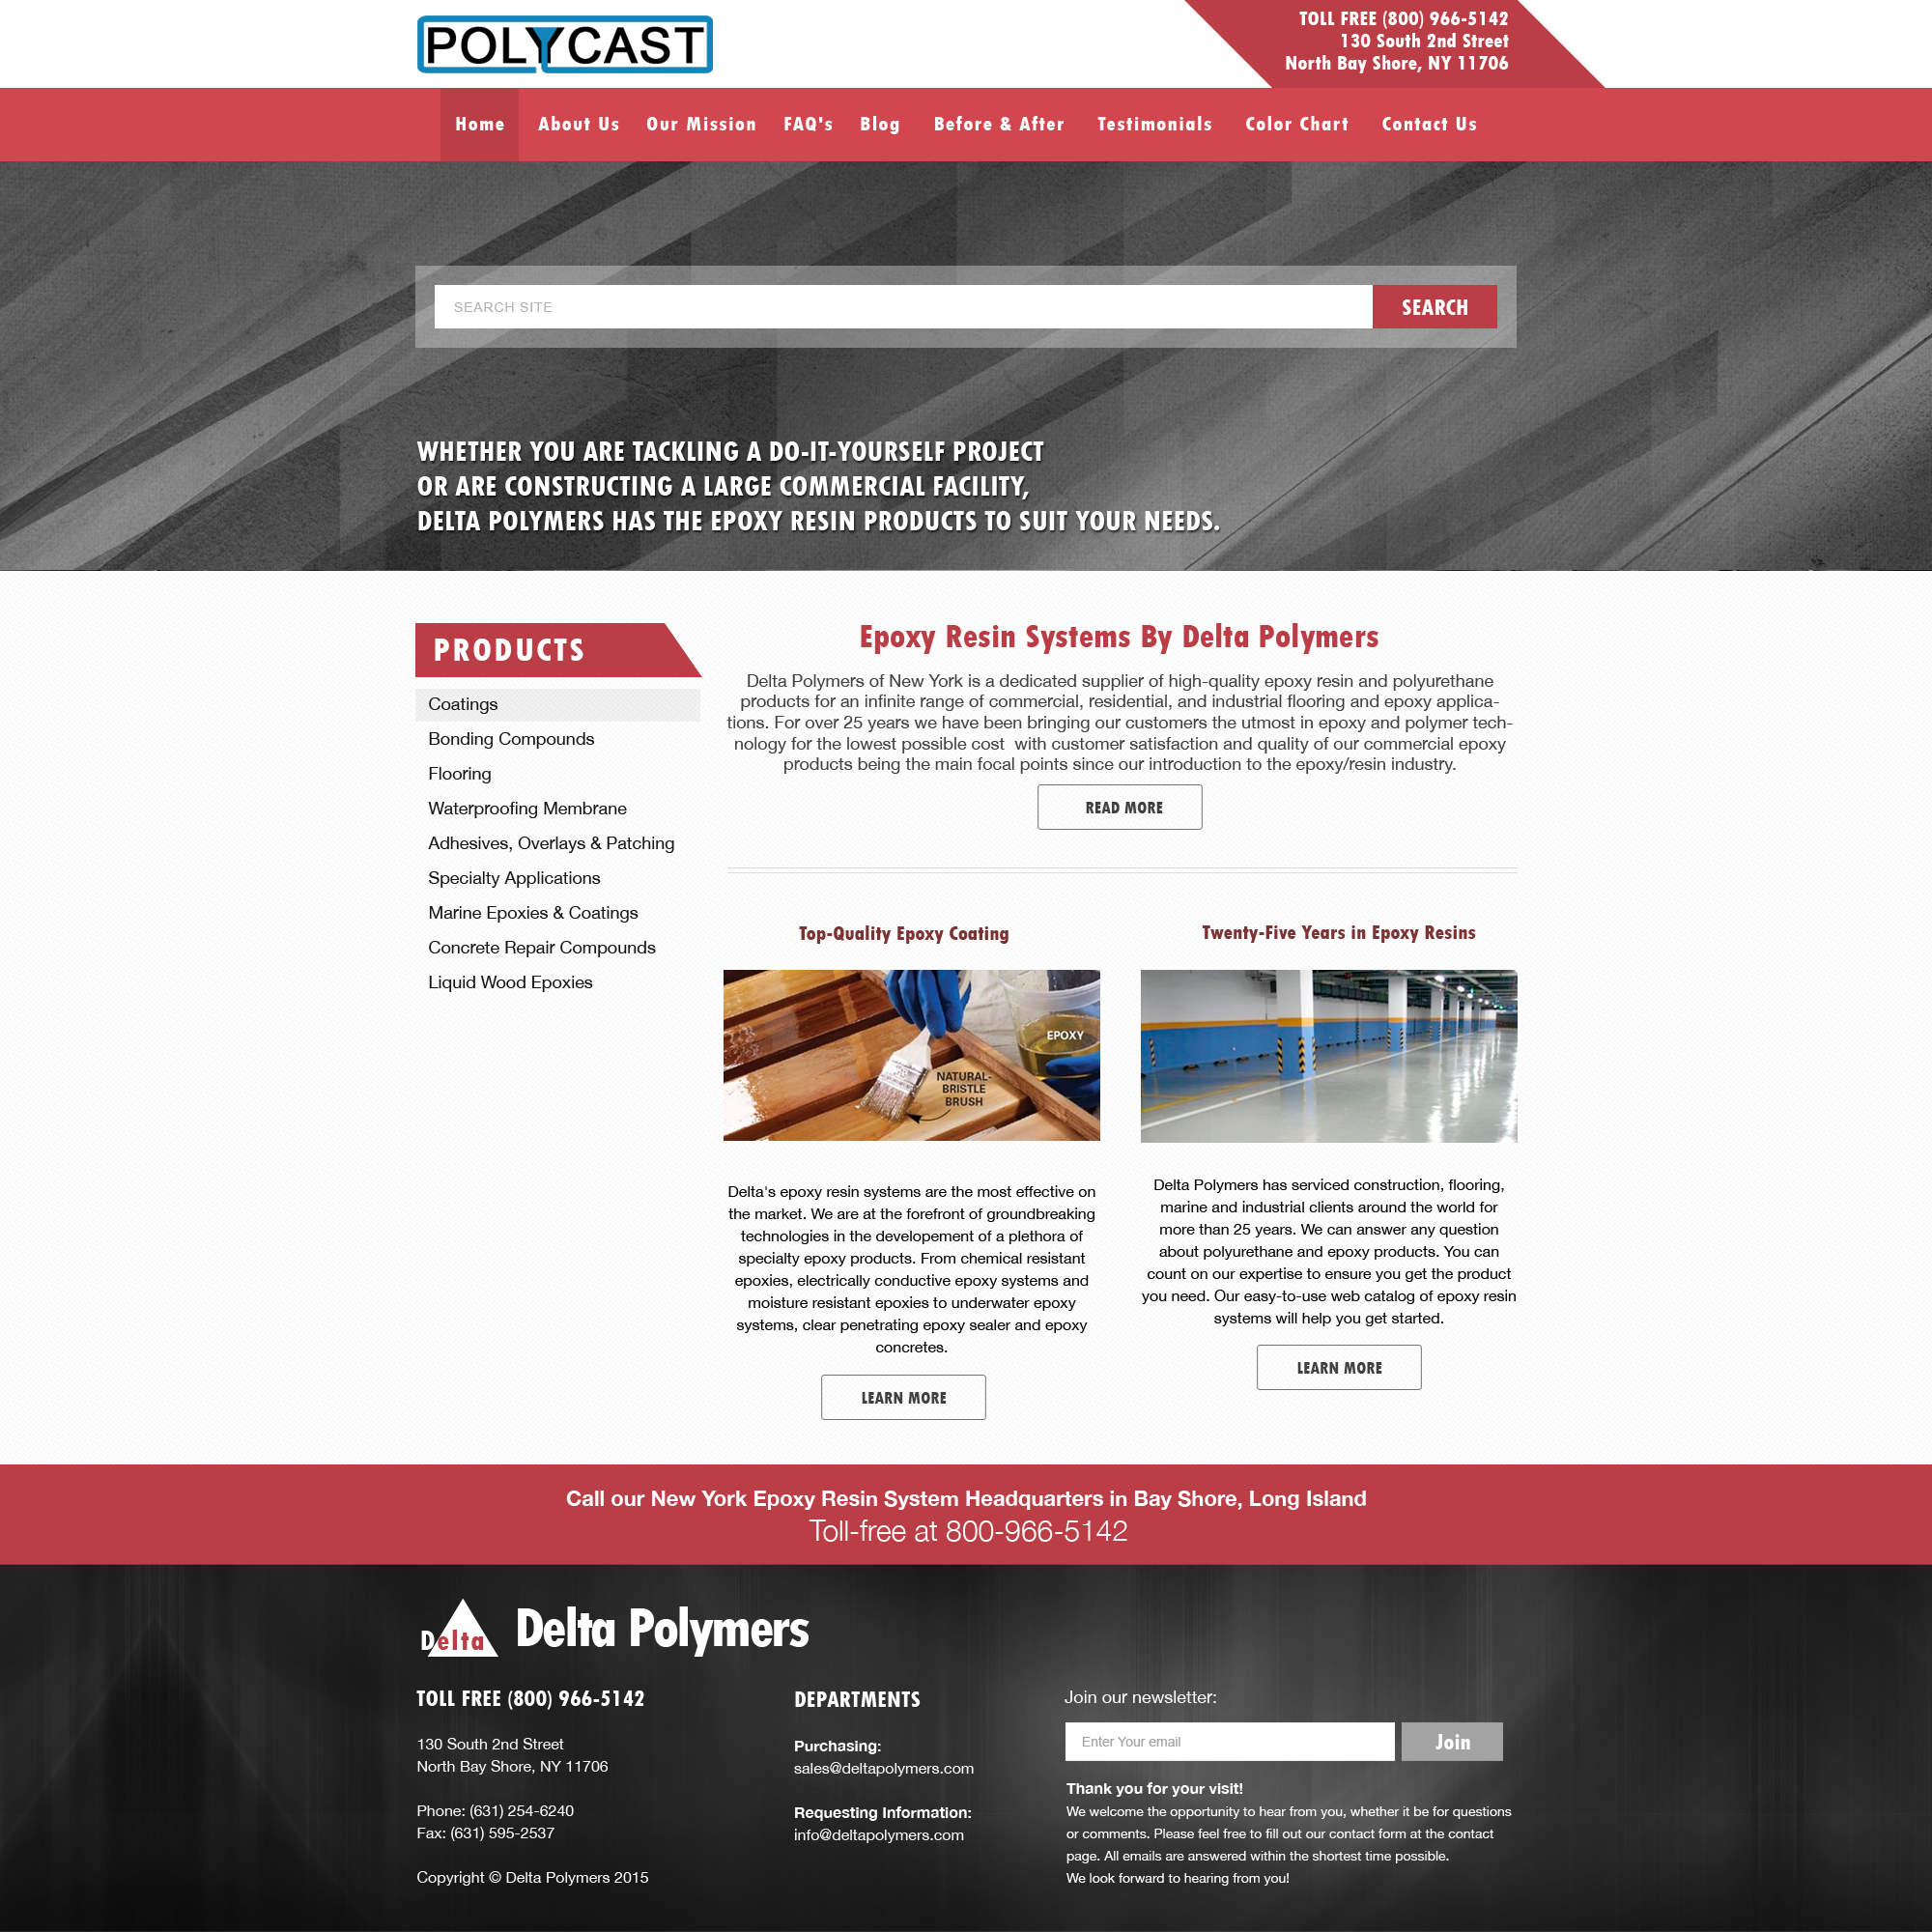 POLYCAST
TOLL FREE (800) 966-5142
130 South 2nd Street
North Bay Shore, NY 11706
Home About Us Our Mission FAQ's Blog Before & After Testimonials Color Chart Contact Us
SEARCH SITE SEARCH
WHETHER YOU ARE TACKLING A DO-IT-YOURSELF PROJECT
OR ARE CONSTRUCTING A LARGE COMMERCIAL FACILITY,
DELTA POLYMERS HAS THE EPOXY RESIN PRODUCTS TO SUIT YOUR NEEDS.
PRODUCTS
Coatings
Bonding Compounds
Flooring
Waterproofing Membrane
Adhesives, Overlays & Patching
Specialty Applications
Marine Epoxies & Coatings
Concrete Repair Compounds
Liquid Wood Epoxies
Epoxy Resin Systems By Delta Polymers
Delta Polymers of New York is a dedicated supplier of high-quality epoxy resin and polyurethane
products for an infinite range of commercial, residential, and industrial flooring and epoxy applica-
tions. For over 25 years we have been bringing our customers the utmost in epoxy and polymer tech-
nology for the lowest possible cost with customer satisfaction and quality of our commercial epoxy
products being the main focal points since our introduction to the epoxy/resin industry.
READ MORE
Top-Quality Epoxy Coating
EPOXY
NATURAL-
BRISTLE
BRUSH
Delta's epoxy resin systems are the most effective on
the market. We are at the forefront of groundbreaking
technologies in the developement of a plethora of
specialty epoxy products. From chemical resistant
epoxies, electrically conductive epoxy systems and
moisture resistant epoxies to underwater epoxy
systems, clear penetrating epoxy sealer and epoxy
concretes.
LEARN MORE
Twenty-Five Years in Epoxy Resins
Delta Polymers has serviced construction, flooring,
marine and industrial clients around the world for
more than 25 years. We can answer any question
about polyurethane and epoxy products. You can
count on our expertise to ensure you get the product
you need. Our easy-to-use web catalog of epoxy resin
systems will help you get started.
LEARN MORE
Call our New York Epoxy Resin System Headquarters in Bay Shore, Long Island
Toll-free at 800-966-5142
Delta Delta Polymers
TOLL FREE (800) 966-5142
130 South 2nd Street
North Bay Shore, NY 11706
Phone: (631) 254-6240
Fax: (631) 595-2537
Copyright © Delta Polymers 2015
DEPARTMENTS
Purchasing:
sales@deltapolymers.com
Requesting Information:
info@deltapolymers.com
Join our newsletter:
Enter Your email Join
Thank you for your visit!
We welcome the opportunity to hear from you, whether it be for questions
or comments. Please feel free to fill out our contact form at the contact
page. All emails are answered within the shortest time possible.
We look forward to hearing from you!